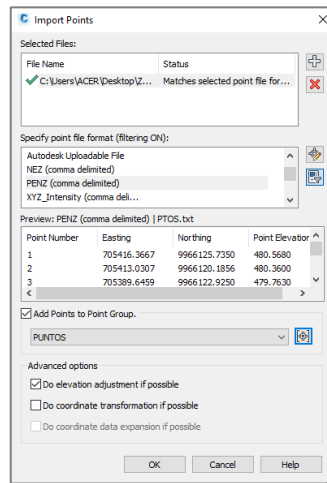 C Import Points
Selected Files:
File Name Status
C:\Users\ACER\Desktop\Z... Matches selected point file for...
Specify point file format (filtering ON):
Autodesk Uploadable File
NEZ (comma delimited)
PENZ (comma delimited)
XYZ_Intensity (comma deli...
Preview: PENZ (comma delimited) | PTOS.txt
Point Number Easting Northing Point Elevation
1 705416.3667 9966125.7350 480.5680
2 705413.0307 9966120.1856 480.3600
3 705389.6459 9966122.9250 479.7630
Add Points to Point Group.
PUNTOS
Advanced options
Do elevation adjustment if possible
Do coordinate transformation if possible
Do coordinate data expansion if possible
OK Cancel Help